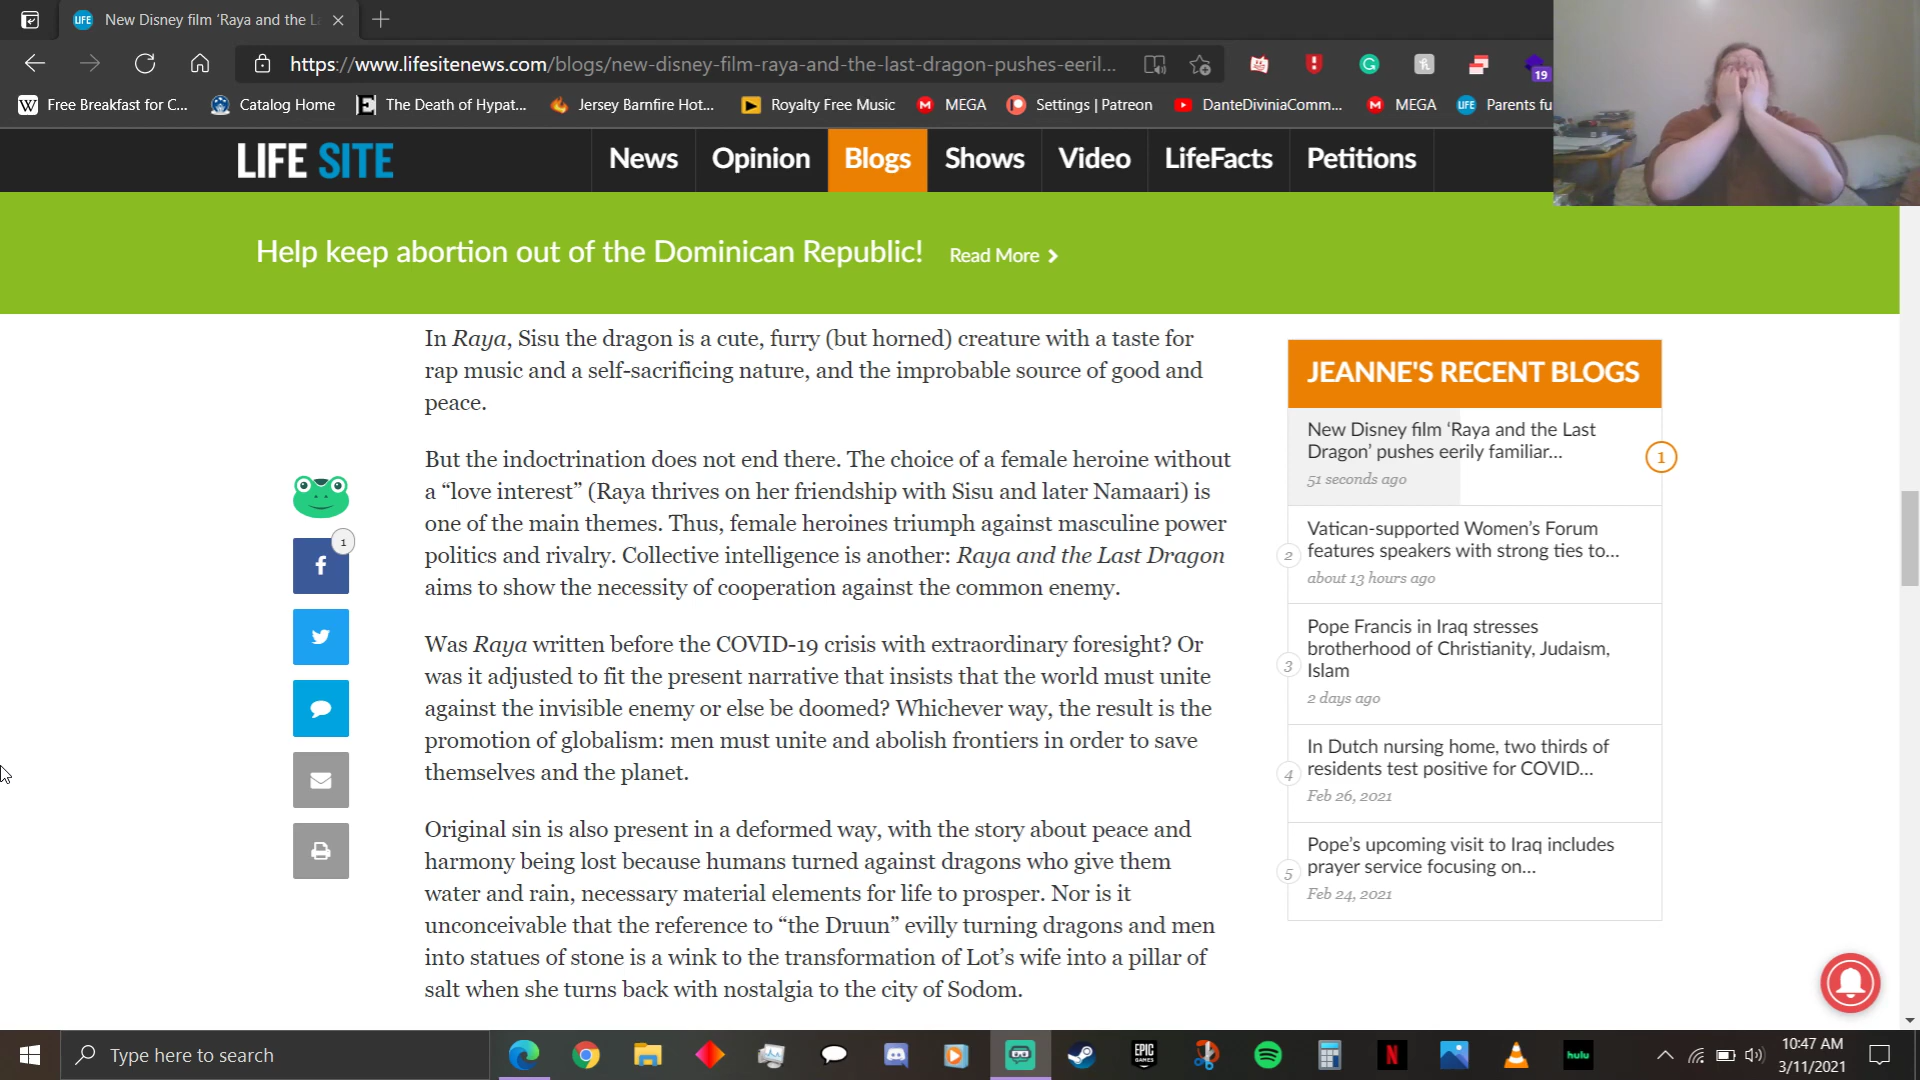 New Disney film ‘Raya and the L
https://www.lifesitenews.com/blogs/new-disney-film-raya-and-the-last-dragon-pushes-eeril...
19
Free Breakfast for C...
Catalog Home
The Death of Hypat...
Jersey Barnfire Hot...
Royalty Free Music
MEGA
Settings | Patreon
DanteDiviniaComm...
MEGA
Parents fu
LIFE SITE
News
Opinion
Blogs
Shows
Video
LifeFacts
Petitions
Help keep abortion out of the Dominican Republic! Read More
In Raya, Sisu the dragon is a cute, furry (but horned) creature with a taste for
rap music and a self-sacrificing nature, and the improbable source of good and
peace.
But the indoctrination does not end there. The choice of a female heroine without
a “love interest” (Raya thrives on her friendship with Sisu and later Namaari) is
one of the main themes. Thus, female heroines triumph against masculine power
politics and rivalry. Collective intelligence is another: Raya and the Last Dragon
aims to show the necessity of cooperation against the common enemy.
Was Raya written before the COVID-19 crisis with extraordinary foresight? Or
was it adjusted to fit the present narrative that insists that the world must unite
against the invisible enemy or else be doomed? Whichever way, the result is the
promotion of globalism: men must unite and abolish frontiers in order to save
themselves and the planet.
Original sin is also present in a deformed way, with the story about peace and
harmony being lost because humans turned against dragons who give them
water and rain, necessary material elements for life to prosper. Nor is it
unconceivable that the reference to “the Druun” evilly turning dragons and men
into statues of stone is a wink to the transformation of Lot’s wife into a pillar of
salt when she turns back with nostalgia to the city of Sodom.
1
JEANNE'S RECENT BLOGS
New Disney film ‘Raya and the Last
Dragon’ pushes eerily familiar...
51 seconds ago
1
Vatican-supported Women’s Forum
features speakers with strong ties to...
about 13 hours ago
2
Pope Francis in Iraq stresses
brotherhood of Christianity, Judaism,
Islam
2 days ago
3
In Dutch nursing home, two thirds of
residents test positive for COVID...
Feb 26, 2021
4
Pope’s upcoming visit to Iraq includes
prayer service focusing on...
Feb 24, 2021
5
Type here to search
EPIC GAMES
hulu
10:47 AM
3/11/2021